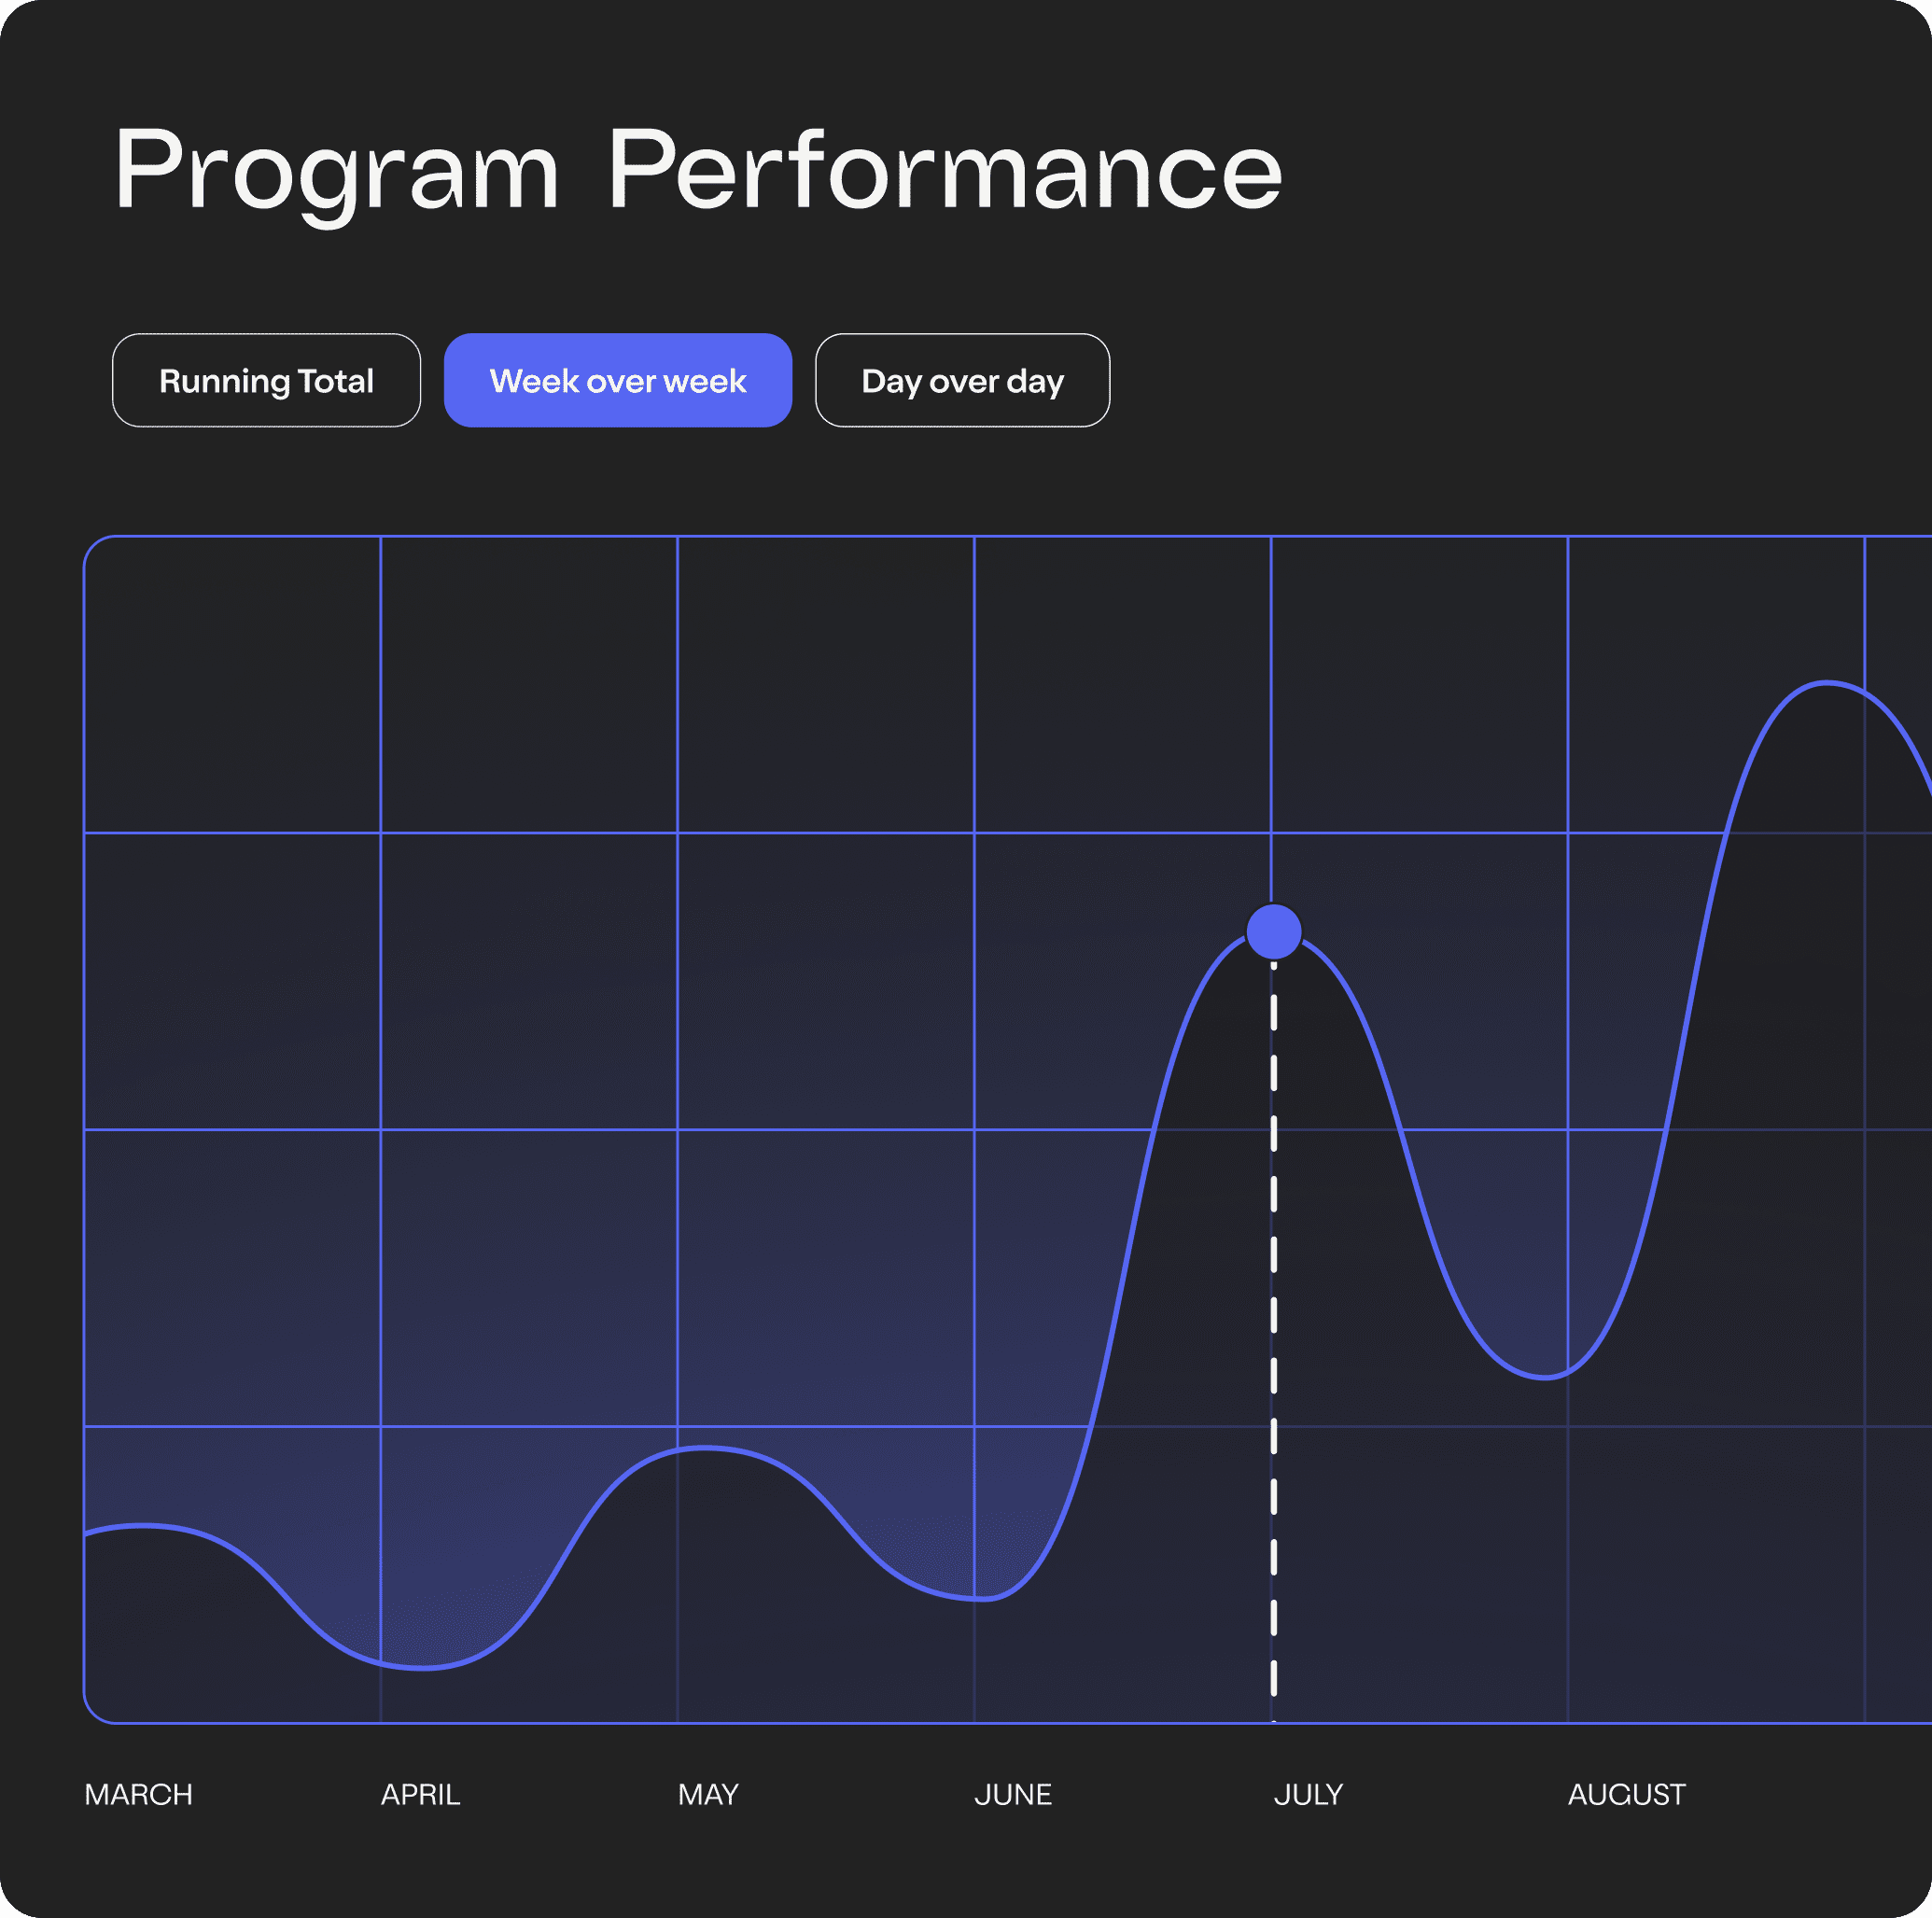 Program Performance
Running Total
Week over week
Day over day
MARCH
APRIL
MAY
JUNE
JULY
AUGUST